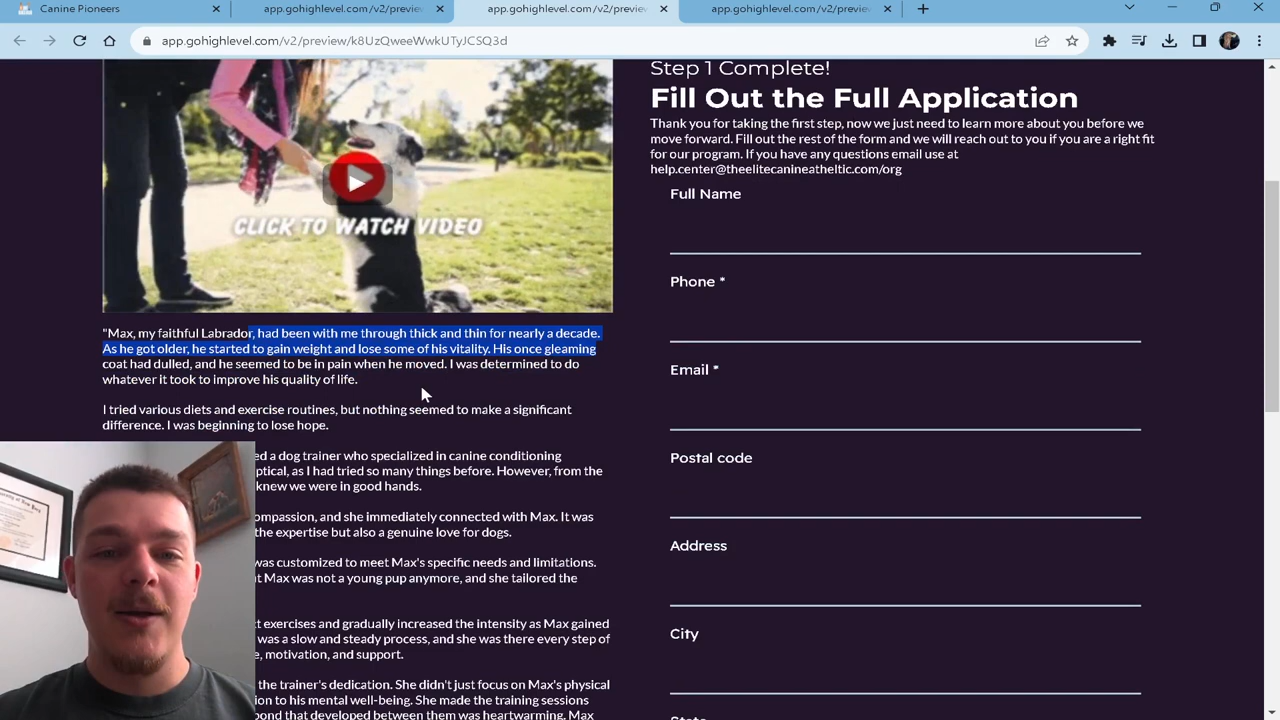 Canine Pioneers
app.gohighlevel.com/v2/previe
app.gohighlevel.com/v2/previe
app.gohighlevel.com/v2/previe
app.gohighlevel.com/v2/preview/k8UzQweeWwkUTyJCSQ3d
CLICK TO WATCH VIDEO
"Max, my faithful Labrador, had been with me through thick and thin for nearly a decade.
As he got older, he started to gain weight and lose some of his vitality. His once gleaming
coat had dulled, and he seemed to be in pain when he moved. I was determined to do
whatever it took to improve his quality of life.
I tried various diets and exercise routines, but nothing seemed to make a significant
difference. I was beginning to lose hope.
ed a dog trainer who specialized in canine conditioning
ptical, as I had tried so many things before. However, from the
knew we were in good hands.
ompassion, and she immediately connected with Max. It was
the expertise but also a genuine love for dogs.
was customized to meet Max's specific needs and limitations.
t Max was not a young pup anymore, and she tailored the
ct exercises and gradually increased the intensity as Max gained
was a slow and steady process, and she was there every step of
e, motivation, and support.
the trainer's dedication. She didn't just focus on Max's physical
ion to his mental well-being. She made the training sessions
ond that developed between them was heartwarming. Max
Step 1 Complete!
Fill Out the Full Application
Thank you for taking the first step, now we just need to learn more about you before we
move forward. Fill out the rest of the form and we will reach out to you if you are a right fit
for our program. If you have any questions email use at
help.center@theelitecanineatheltic.com/org
Full Name
Phone *
Email *
Postal code
Address
City
State